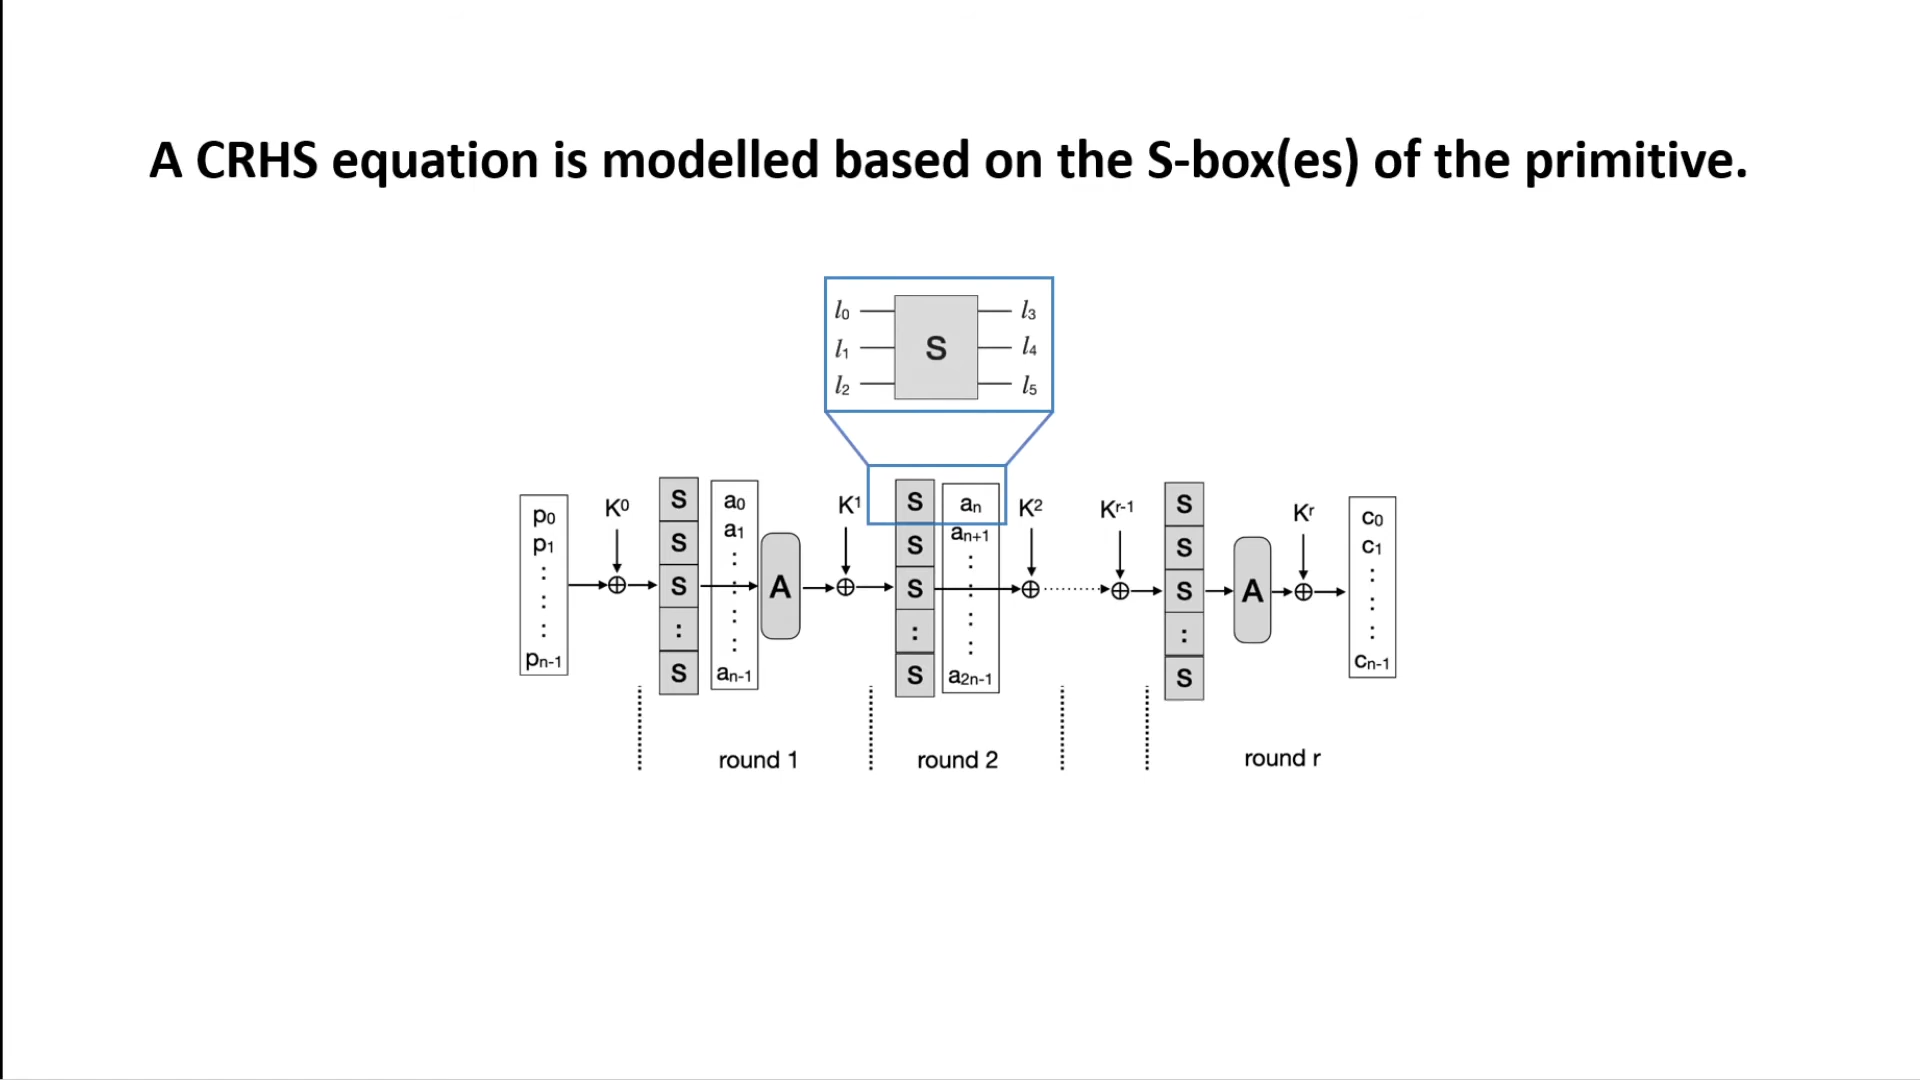 A CRHS equation is modelled based on the S-box(es) of the primitive.
l0 l3
l1 S l4
l2 l5
p0 K0 S a0 K1 S an K2 Kr-1 S Kr c0
p1 S a1 S an+1 S c1
: S : A S : S A :
: : : : : : :
: : : :
pn-1 S an-1 S a2n-1 S cn-1
round 1 round 2 round r